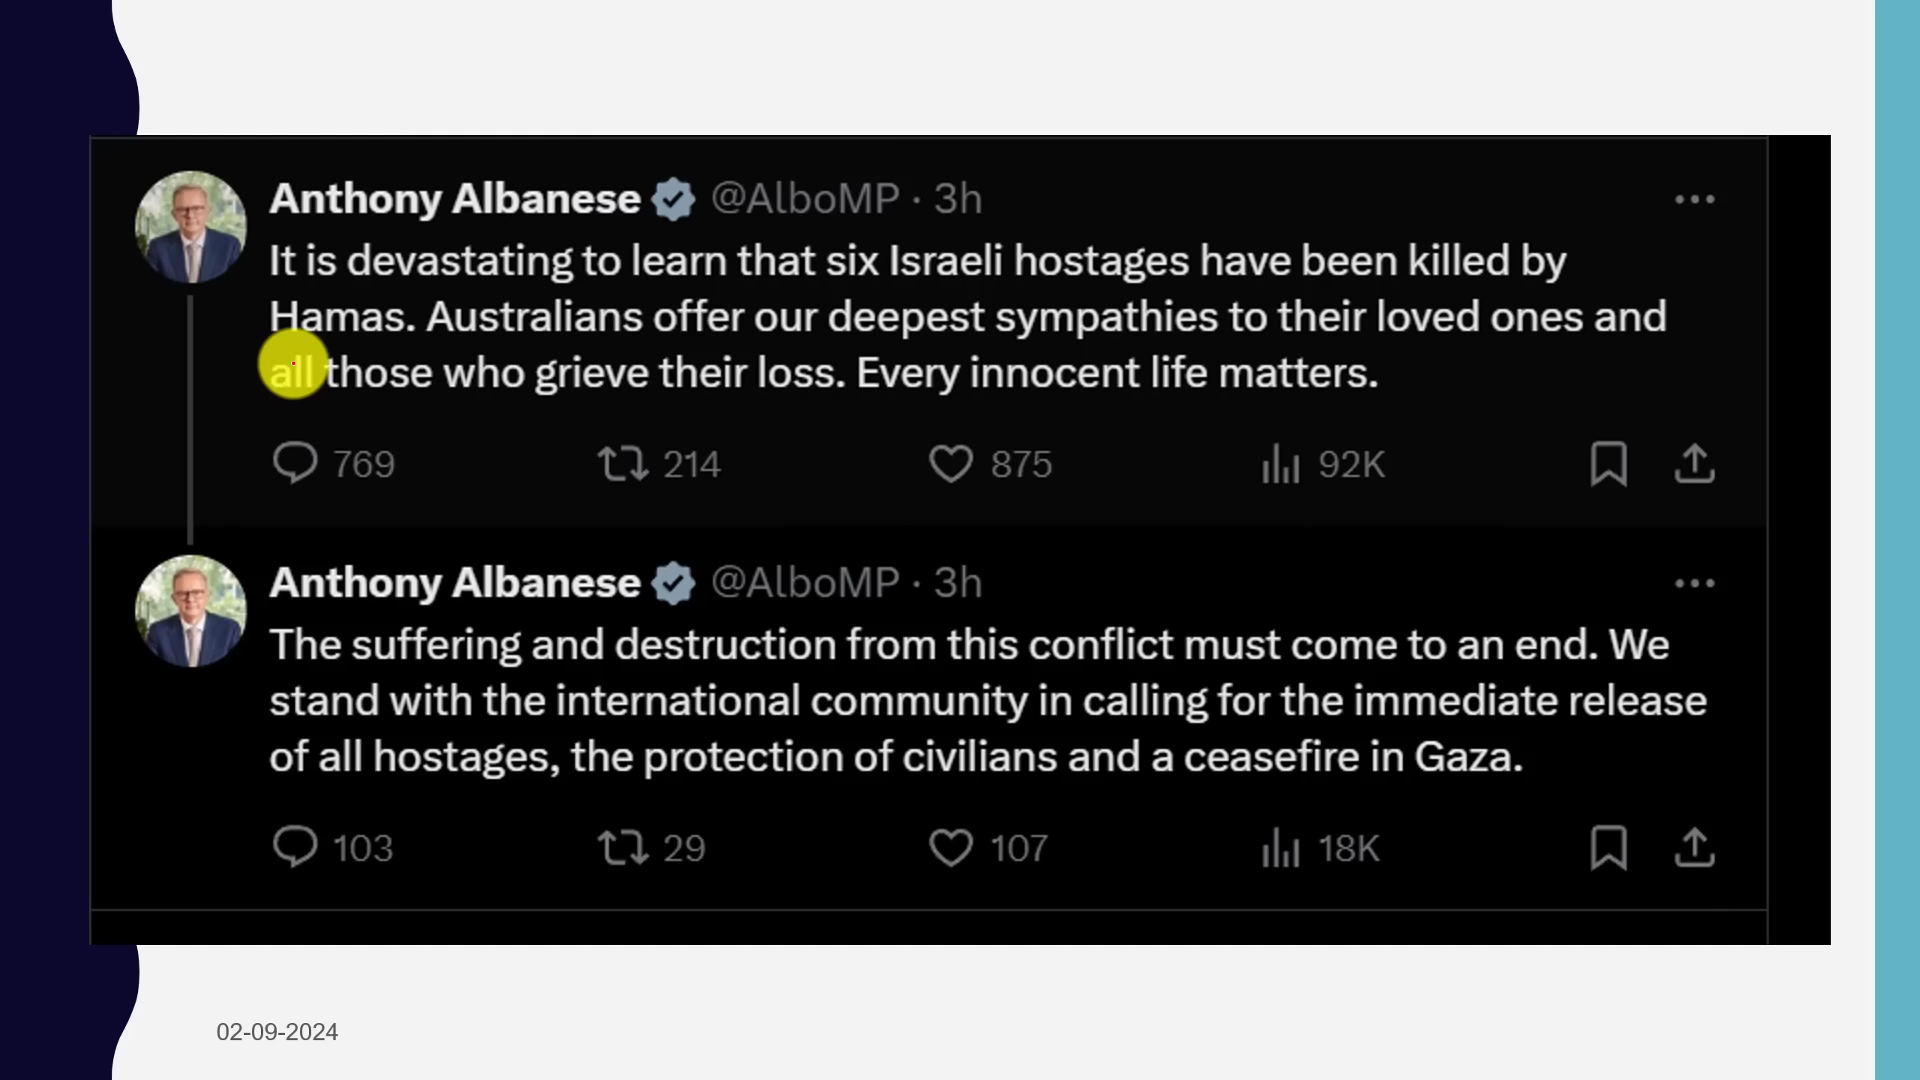 Anthony Albanese @AlboMP · 3h
It is devastating to learn that six Israeli hostages have been killed by
Hamas. Australians offer our deepest sympathies to their loved ones and
all those who grieve their loss. Every innocent life matters.
769 214 875 92K
Anthony Albanese @AlboMP · 3h
The suffering and destruction from this conflict must come to an end. We
stand with the international community in calling for the immediate release
of all hostages, the protection of civilians and a ceasefire in Gaza.
103 29 107 18K
02-09-2024